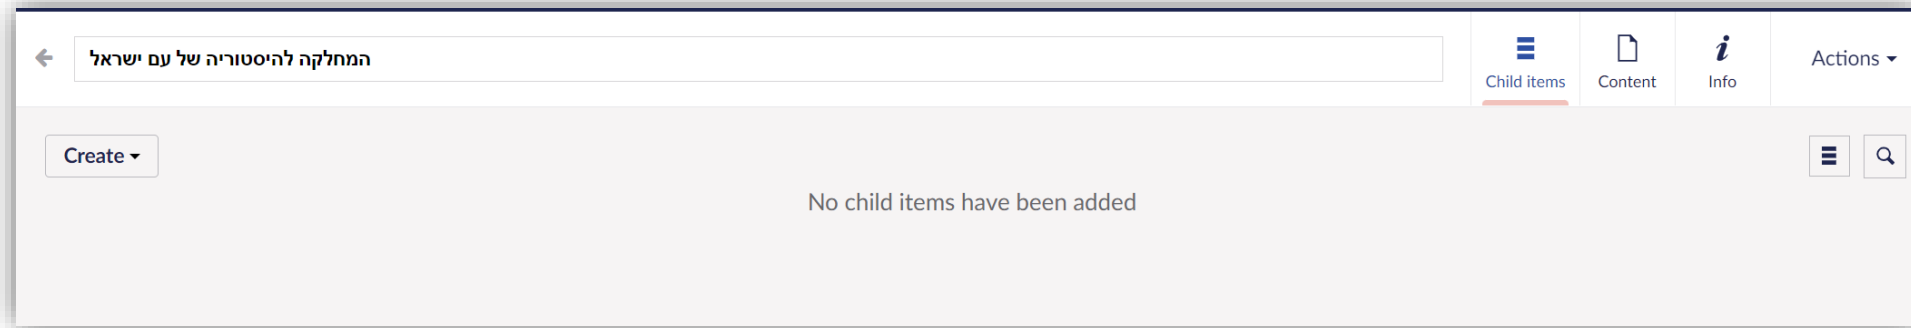 המחלקה להיסטוריה של עם ישראל
Child items
Content
Info
Actions
Create
No child items have been added